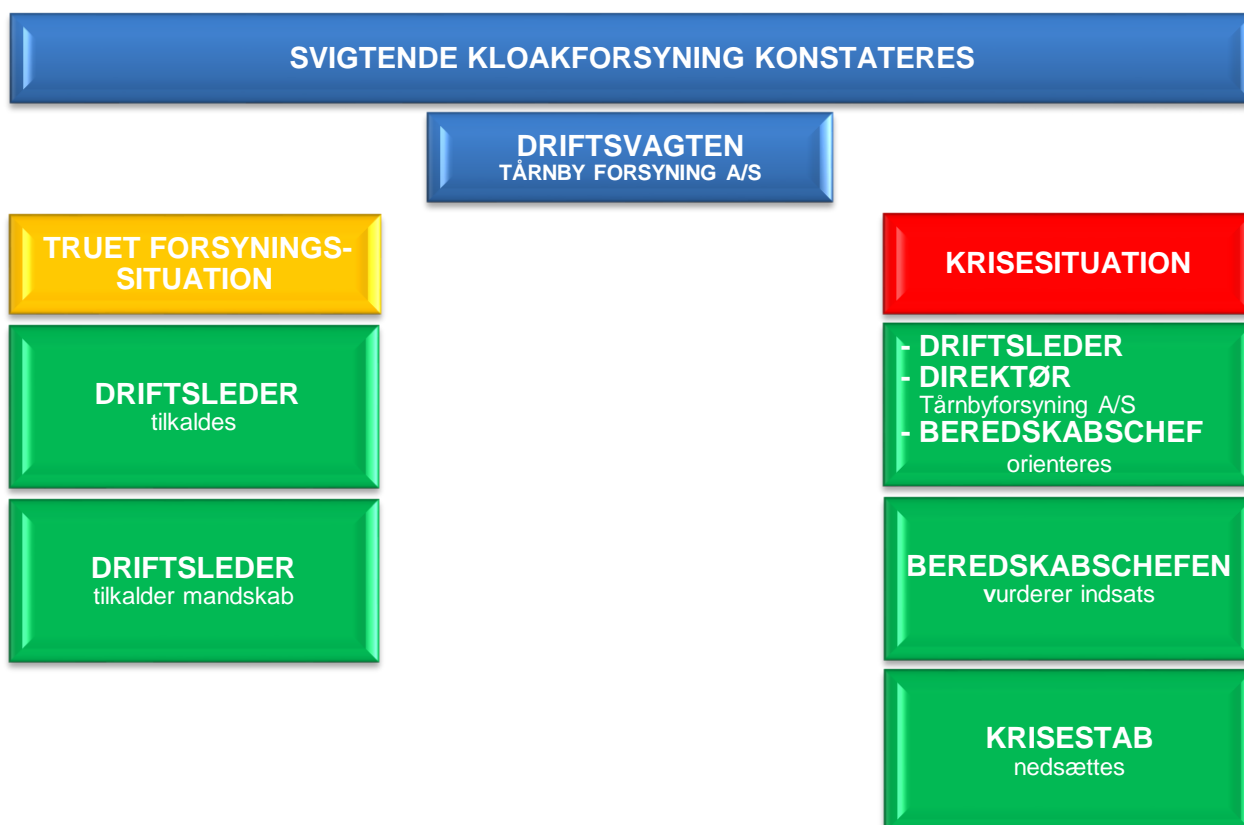 SVIGTENDE KLOAKFORSYNING KONSTATERES
DRIFTSVAGTEN
TÅRNBY FORSYNING A/S
TRUET FORSYNINGS-
SITUATION
DRIFTSLEDER
tilkaldes
DRIFTSLEDER
tilkalder mandskab
KRISESITUATION
- DRIFTSLEDER
- DIREKTØR
Tårnbyforsyning A/S
- BEREDSKABSCHEF
orienteres
BEREDSKABSCHEFEN
vurderer indsats
KRISESTAB
nedsættes